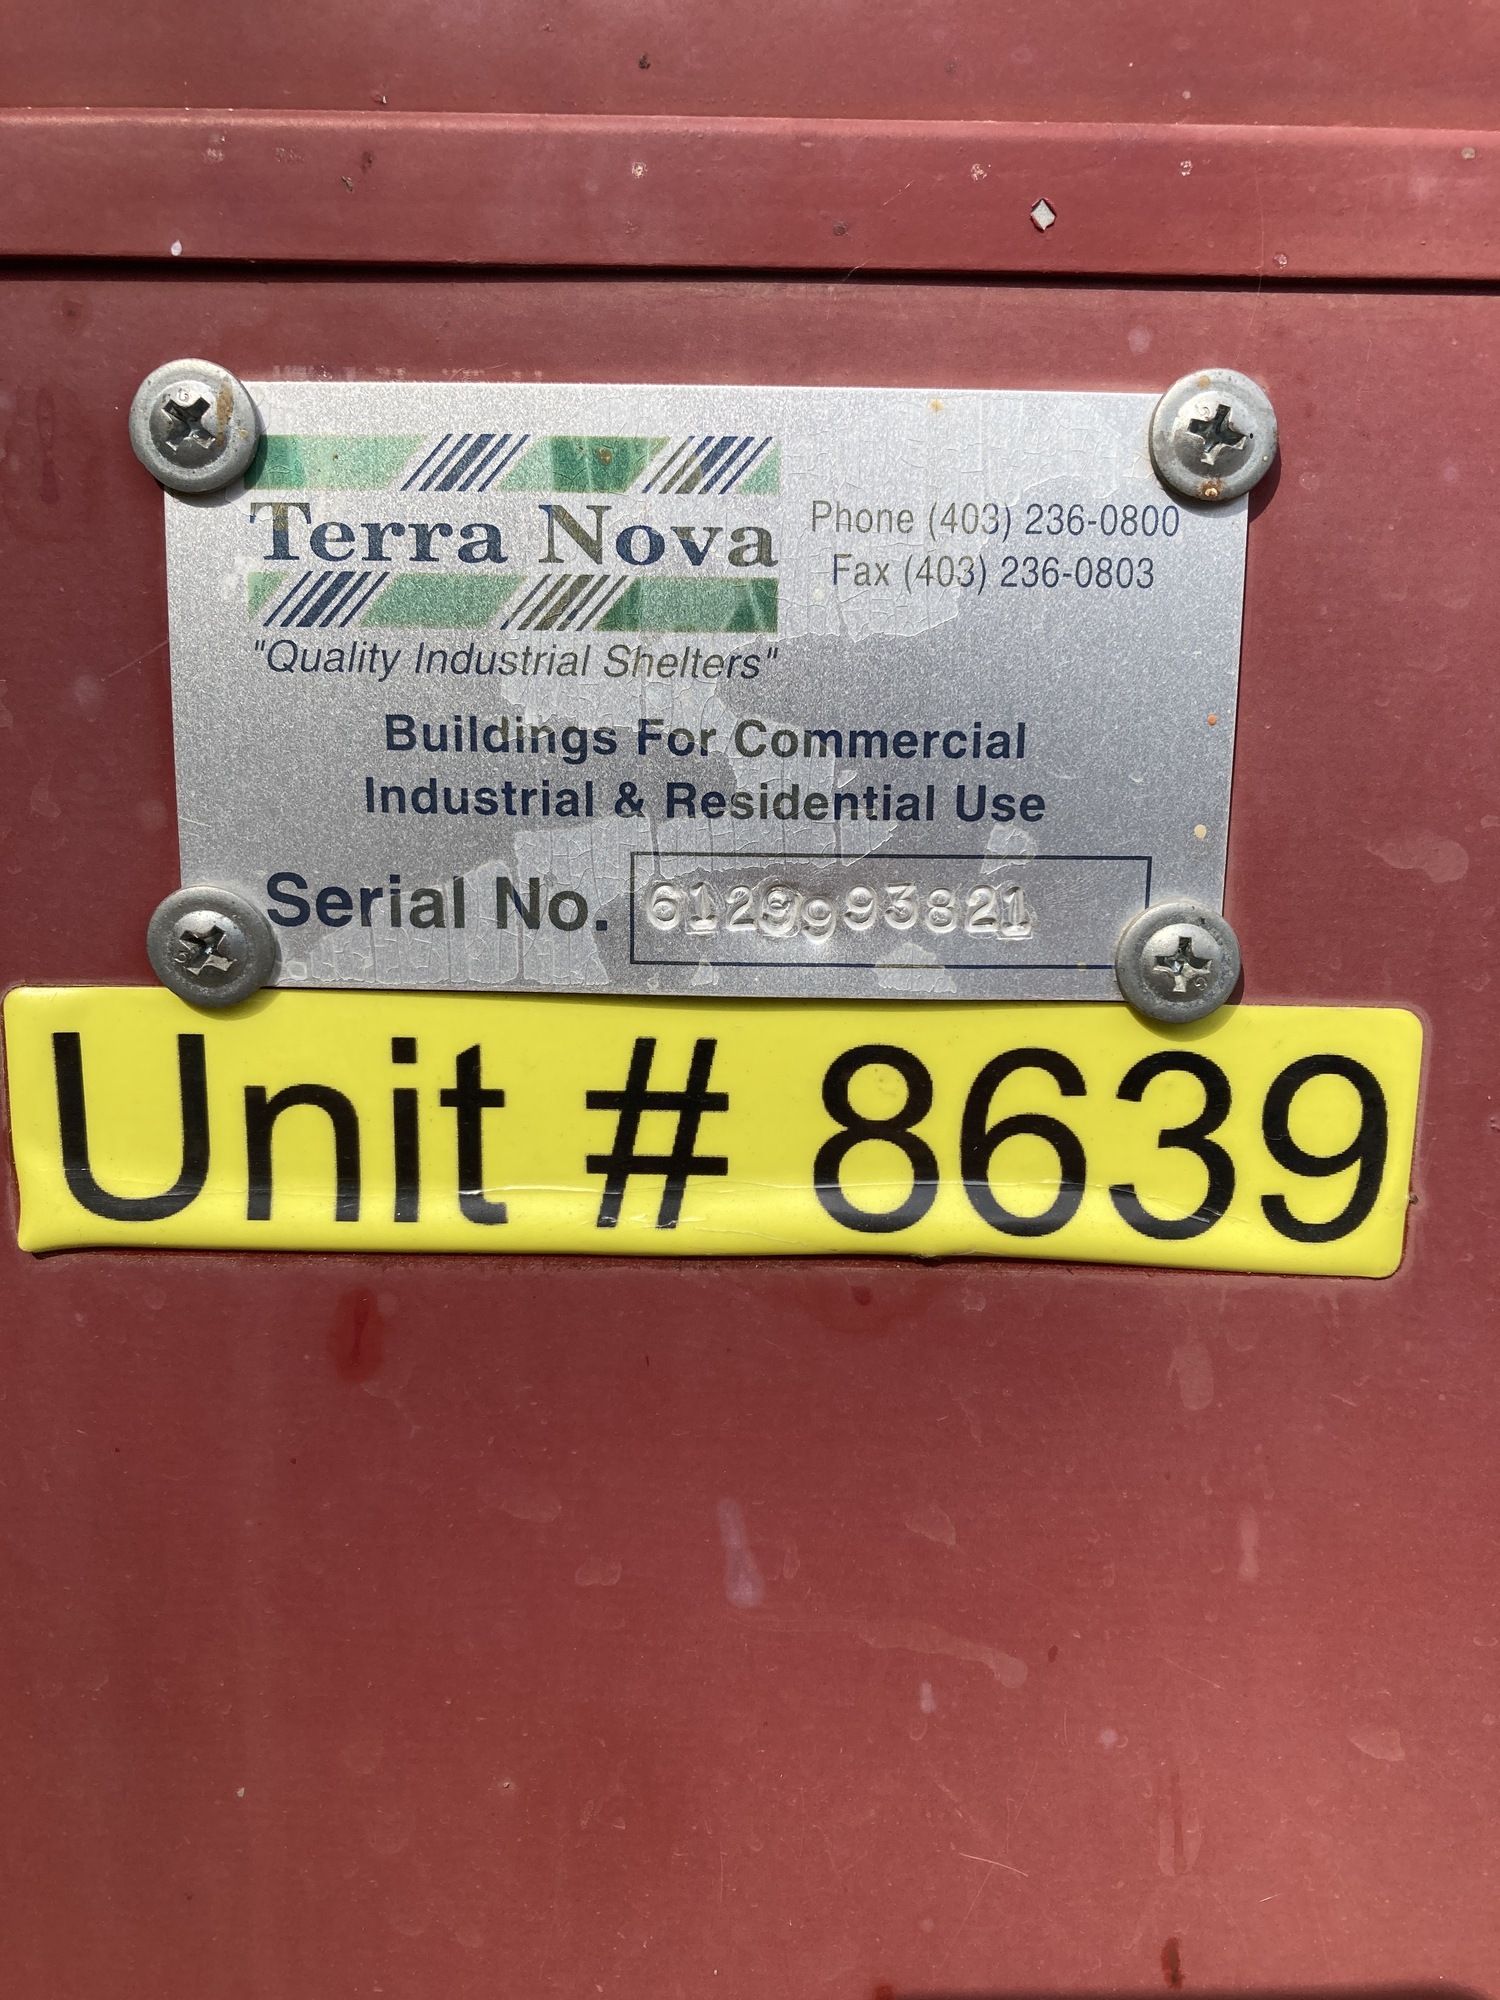 Terra Nova
Phone (403) 236-0800
Fax (403) 236-0803
"Quality Industrial Shelters"
Buildings For Commercial
Industrial & Residential Use
Serial No.
Unit # 8639